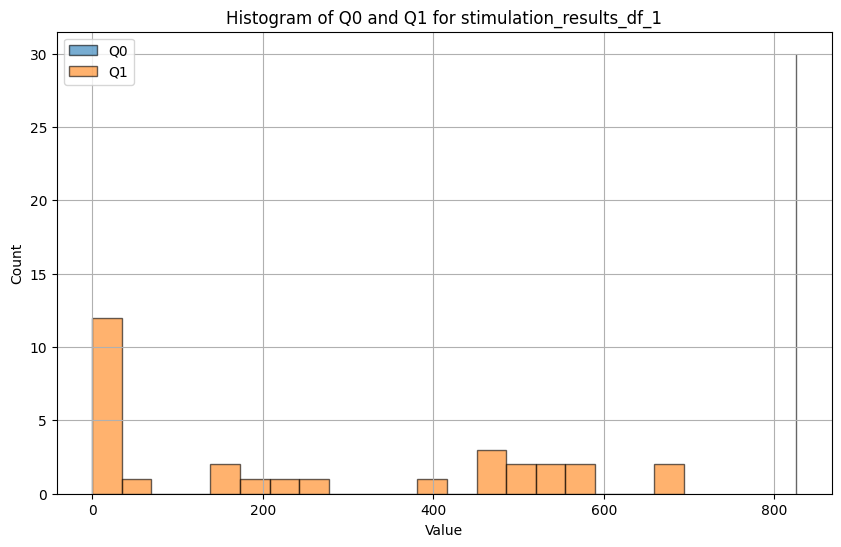 Histogram of Q0 and Q1 for stimulation_results_df_1
Q0
Q1
30
25
20
15
10
5
0
Count
0 200 400 600 800
Value